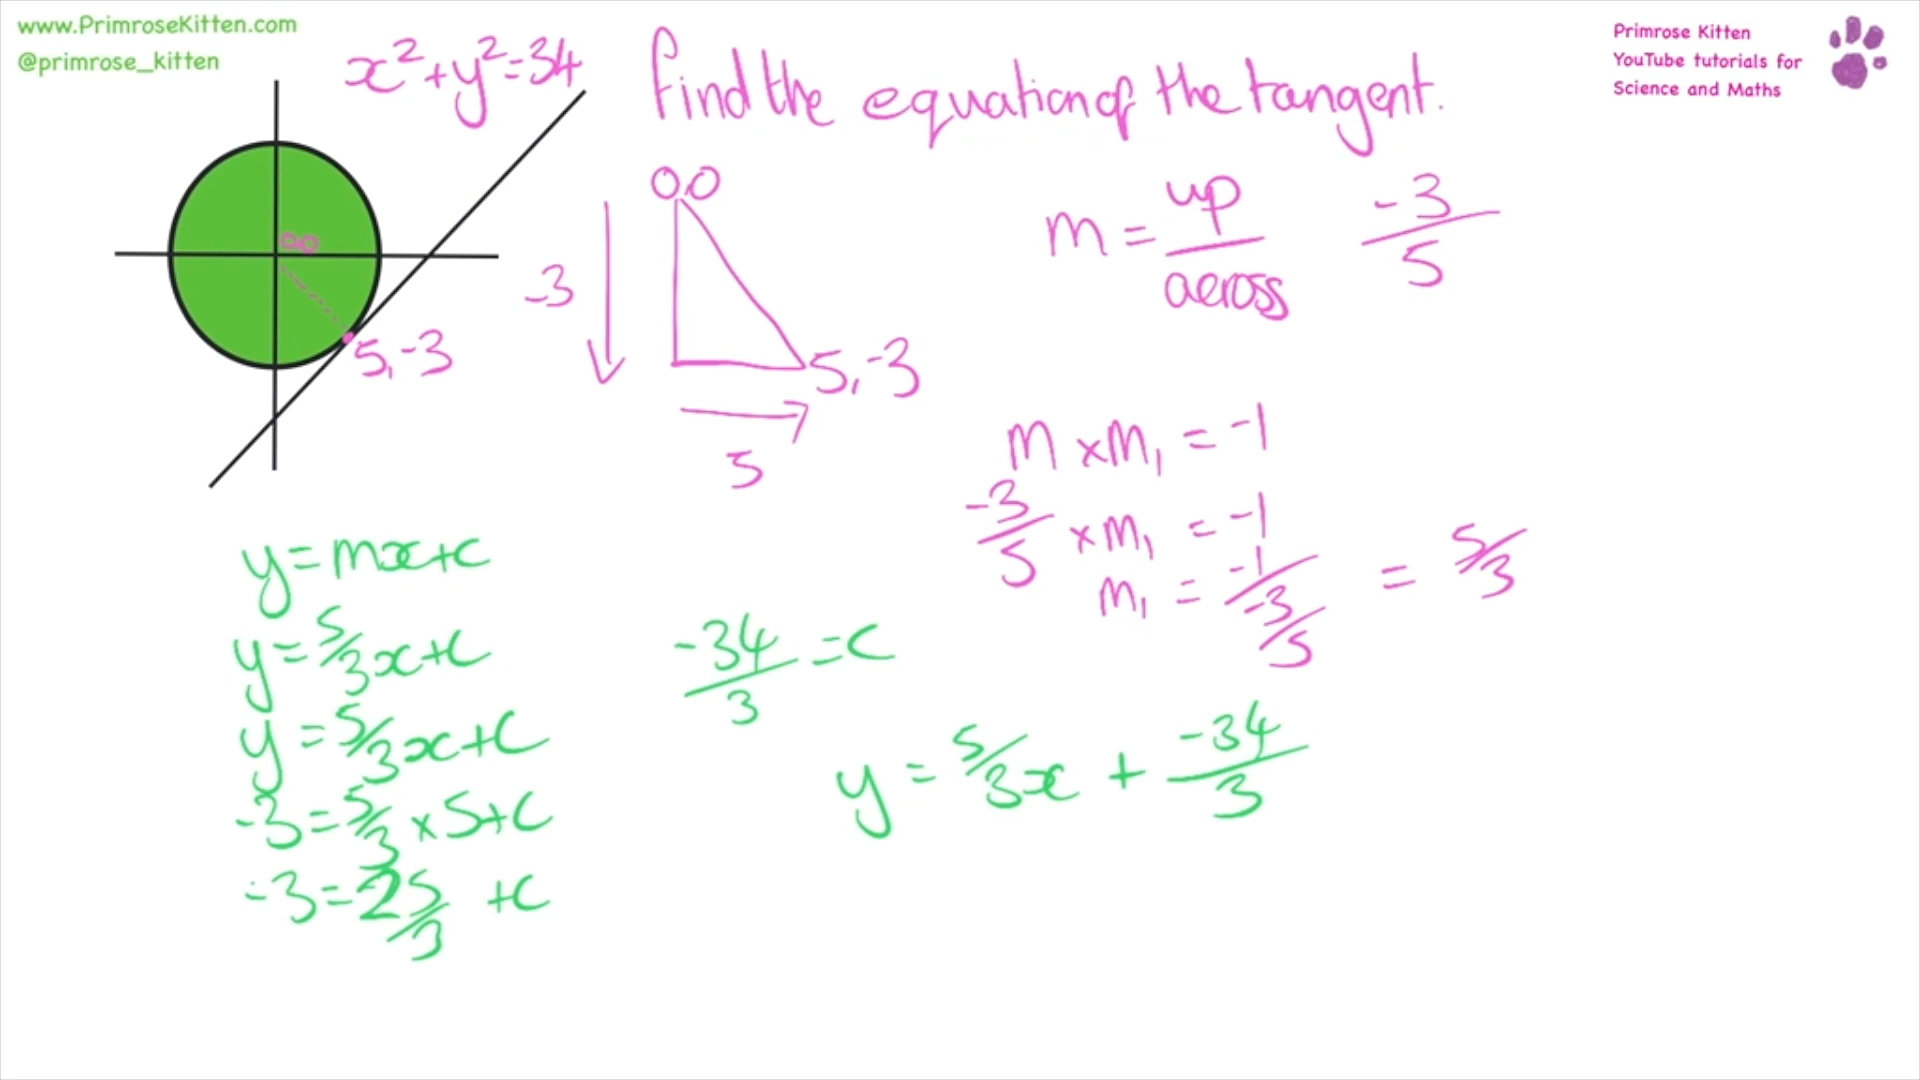 www.PrimroseKitten.com
@primrose_kitten
x²+y²=34 find the equation of the tangent.
Primrose Kitten
YouTube tutorials for
Science and Maths
0,0
5,-3
0,0
-3
5,-3
5
m = up/across -3/5
m × m₁ = -1
-3/5 × m₁ = -1
m₁ = -1/-3/5 = 5/3
y = mx+c
y = 5/3x+c
y = 5/3x+c
-3 = 5/3 × 5+c
-3 = 25/3 +c
-34/3 = c
y = 5/3x + -34/3